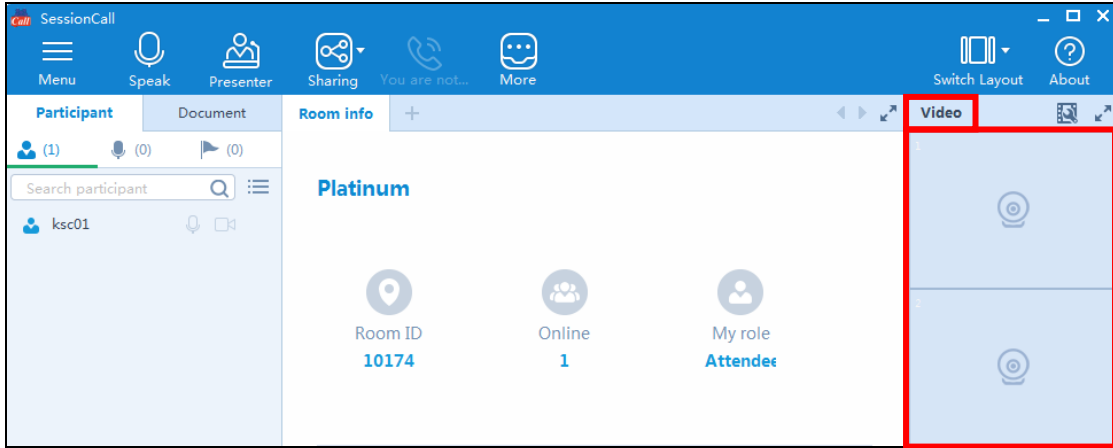 Call SessionCall
Menu Speak Presenter Sharing You are not... More Switch Layout About
Participant Document Room info + Video
(1) (0) (0)
Search participant
ksc01
Platinum
Room ID Online My role
10174 1 Attendee
1
2